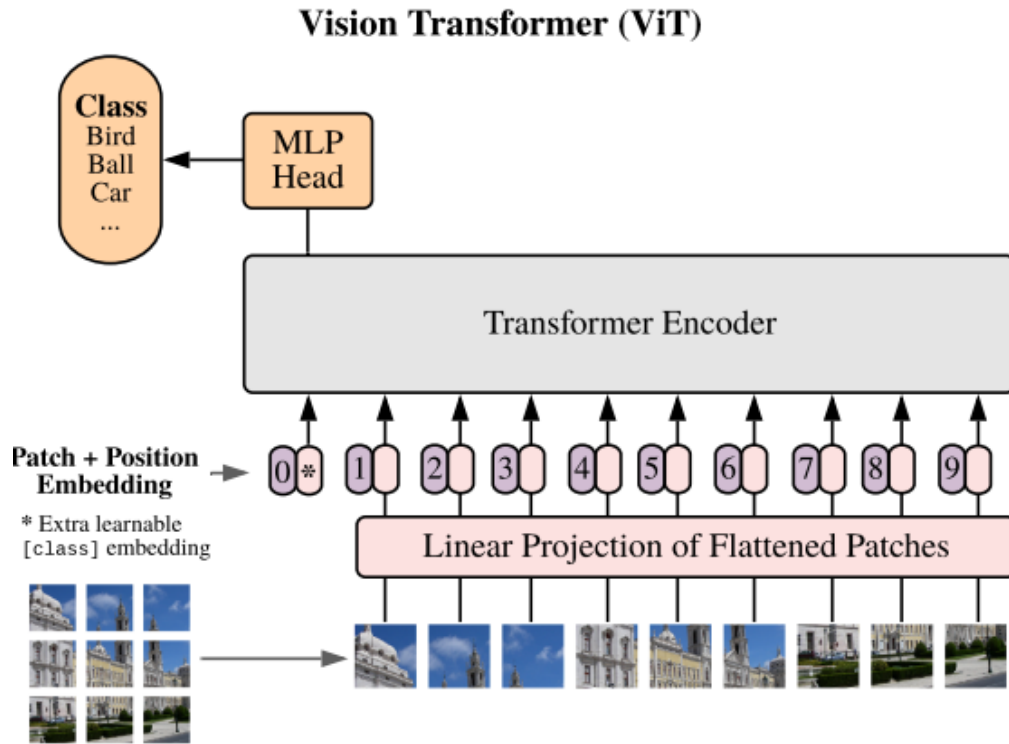 Vision Transformer (ViT)
Class
Bird
Ball
Car
...
MLP
Head
Transformer Encoder
Patch + Position
Embedding
0 * 1 2 3 4 5 6 7 8 9
* Extra learnable
[class] embedding
Linear Projection of Flattened Patches